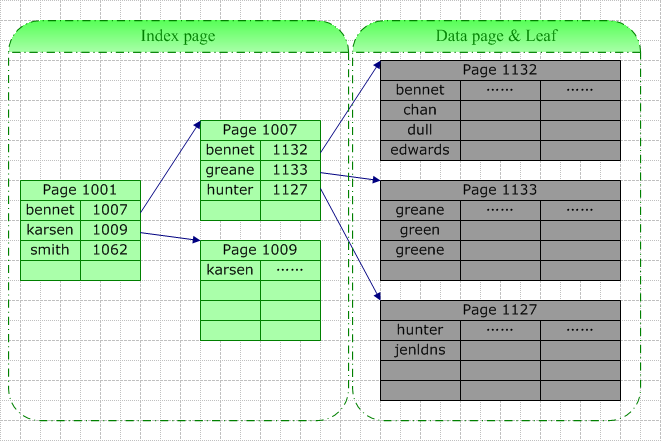 Index page
Data page & Leaf
Page 1001
bennet 1007
karsen 1009
smith 1062
Page 1007
bennet 1132
greane 1133
hunter 1127
Page 1009
karsen ······
Page 1132
bennet ······ ······
chan
dull
edwards
Page 1133
greane ······ ······
green
greene
Page 1127
hunter ······ ······
jenldns